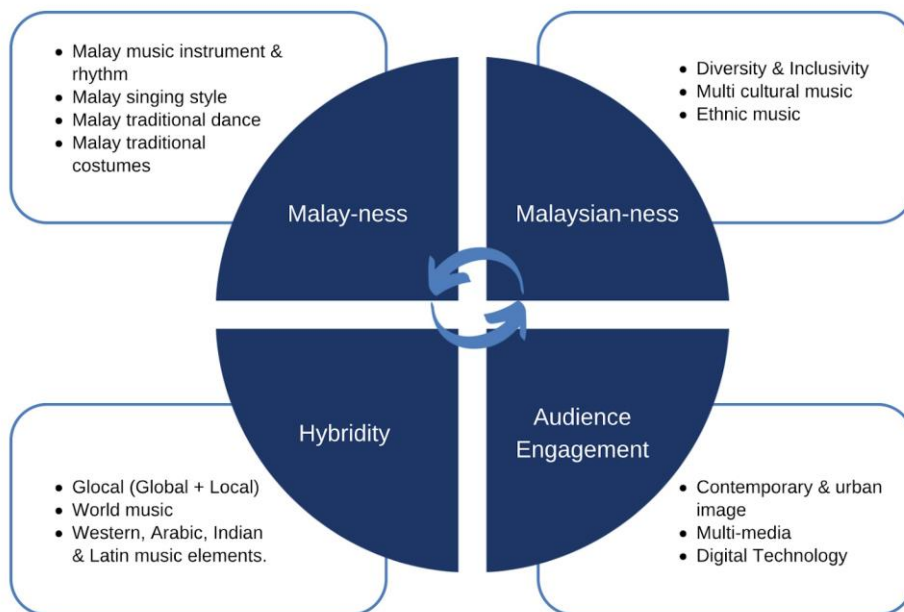 • Malay music instrument &
rhythm
• Malay singing style
• Malay traditional dance
• Malay traditional
costumes
• Diversity & Inclusivity
• Multi cultural music
• Ethnic music
Malay-ness
Malaysian-ness
Hybridity
Audience
Engagement
• Glocal (Global + Local)
• World music
• Western, Arabic, Indian
& Latin music elements.
• Contemporary & urban
image
• Multi-media
• Digital Technology